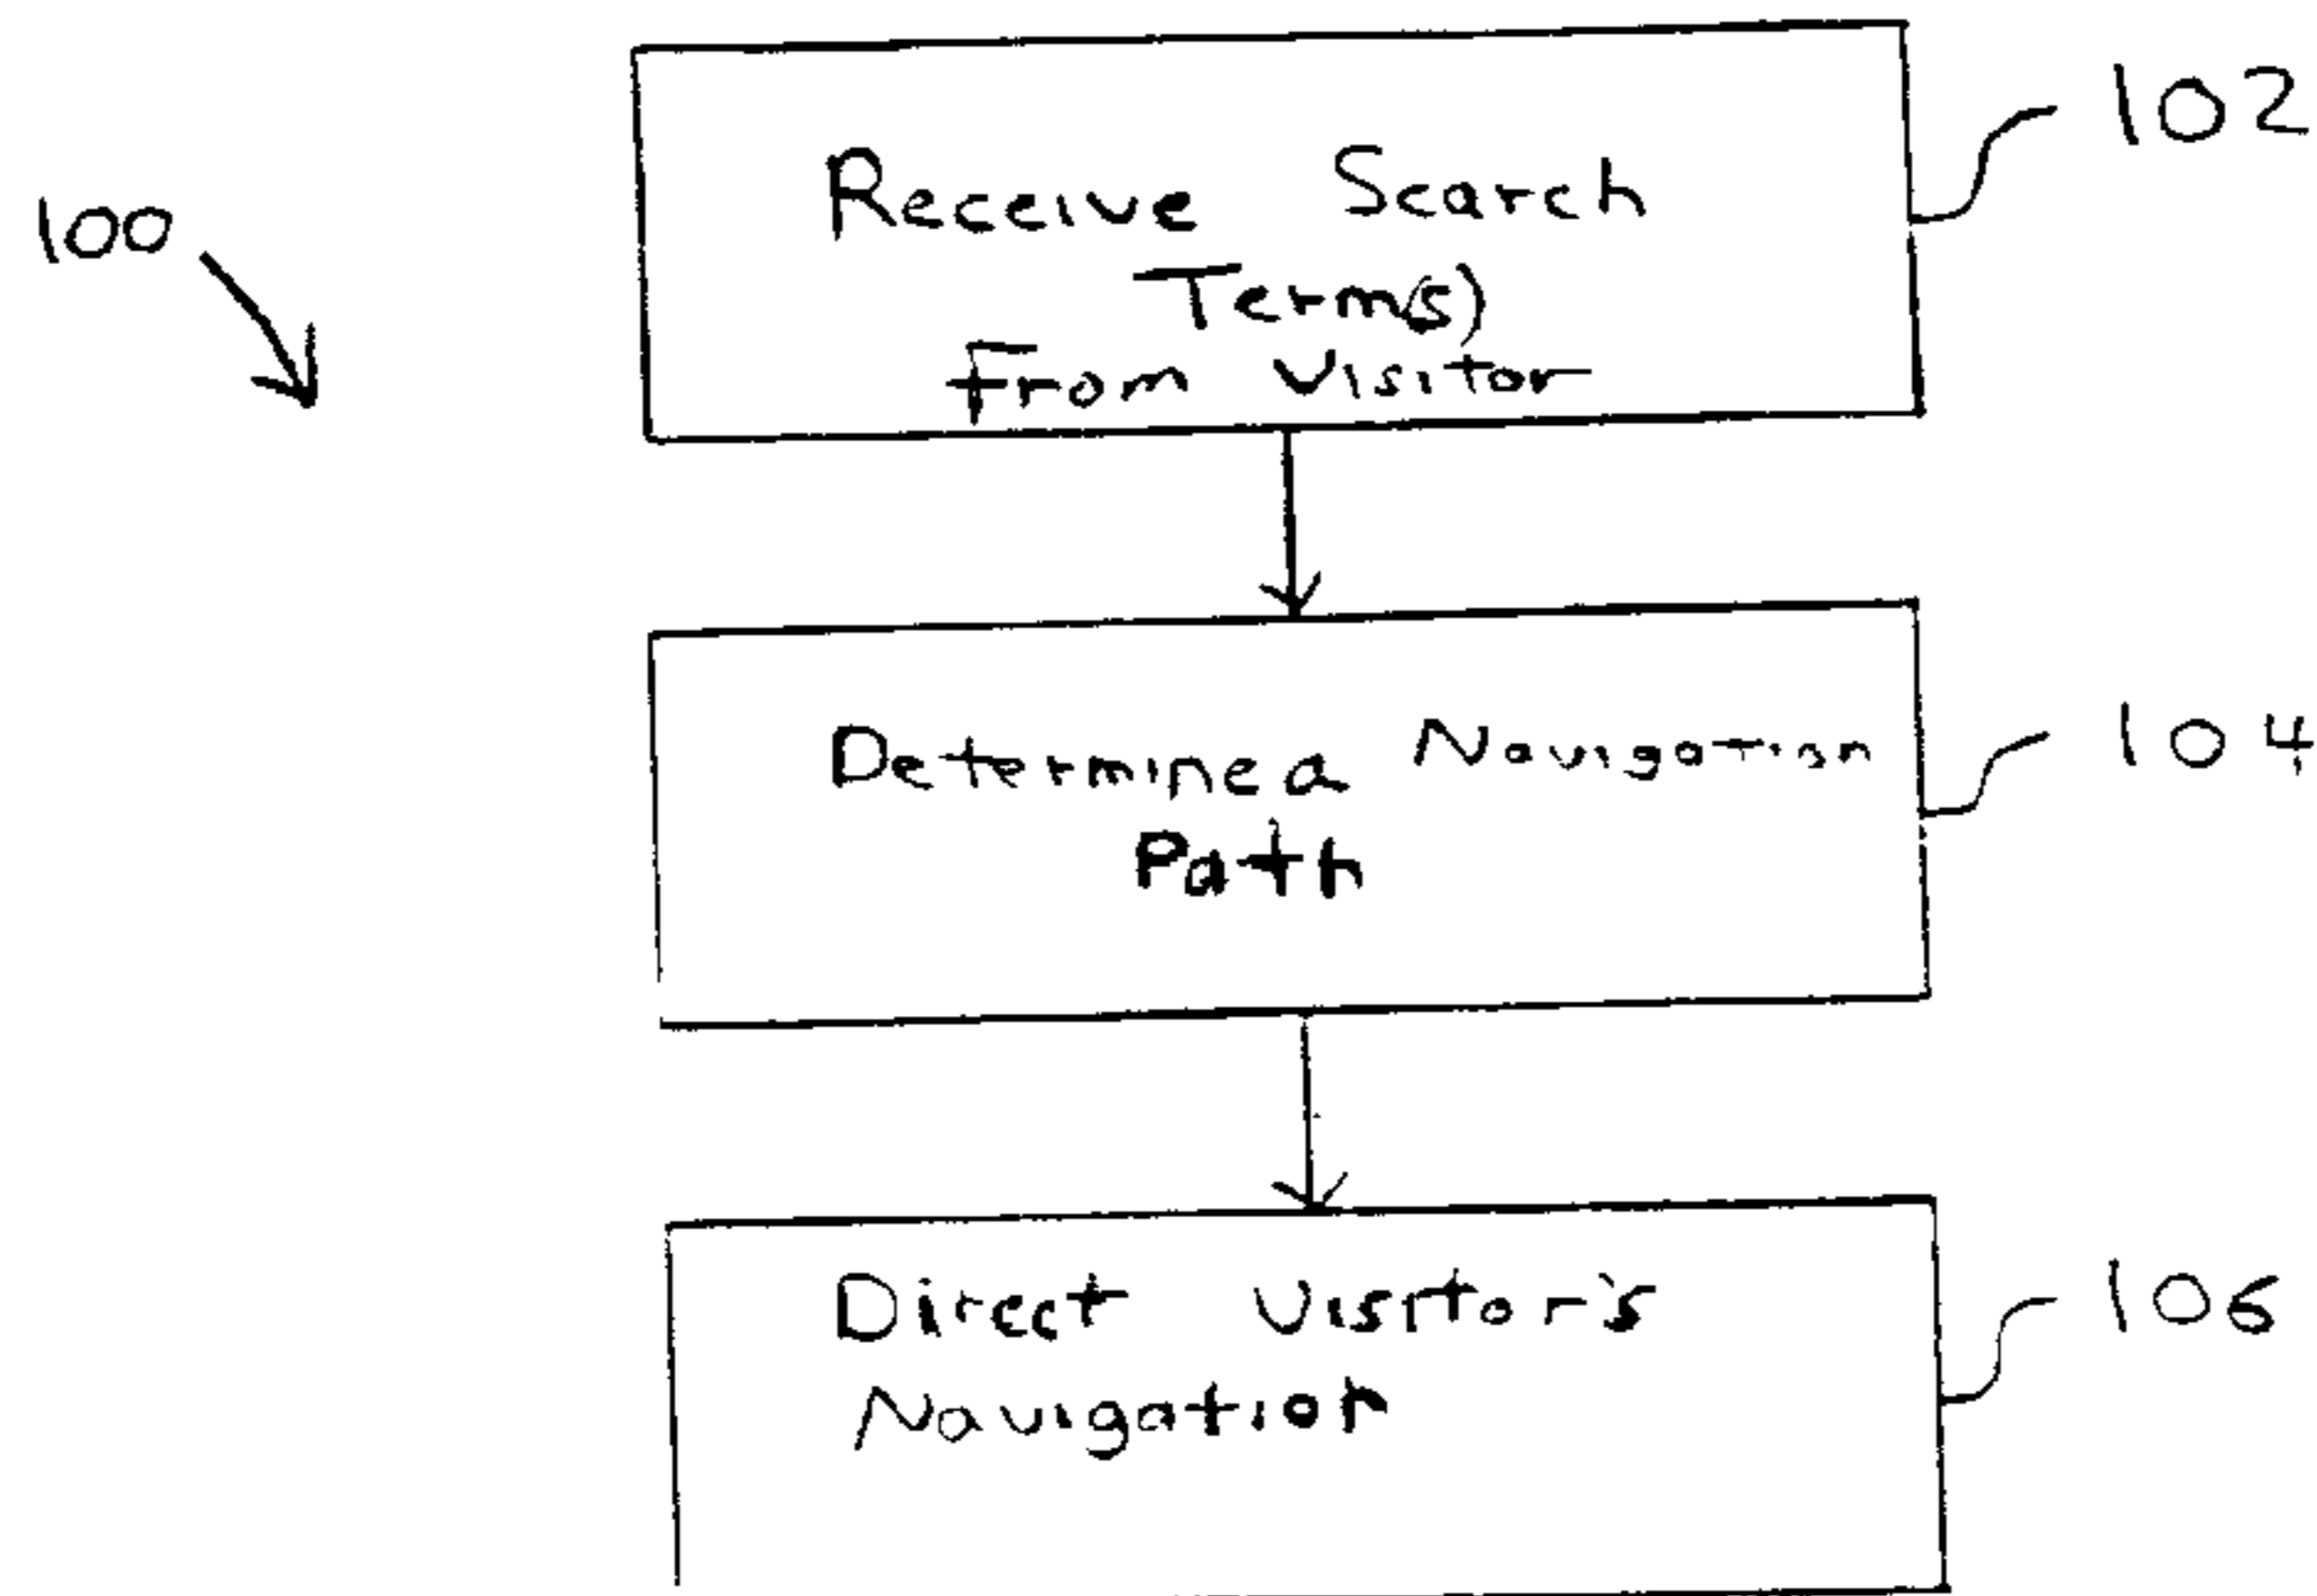 100
Receive Search
Term(s)
From Visitor
102
Determine a Navigation
Path
104
Direct Visitor's
Navigation
106